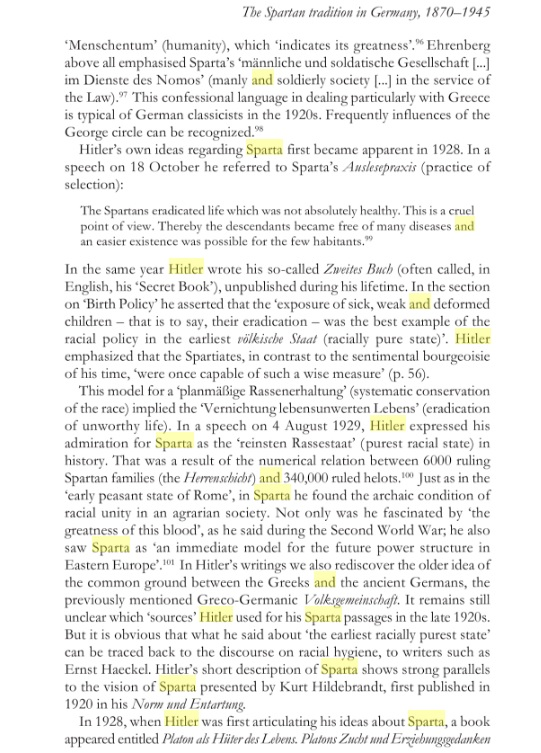 The Spartan tradition in Germany, 1870–1945
‘Menschentum’ (humanity), which ‘indicates its greatness’.⁹⁶ Ehrenberg
above all emphasised Sparta’s ‘männliche und soldatische Gesellschaft [...]
im Dienste des Nomos’ (manly and soldierly society [...] in the service of
the Law).⁹⁷ This confessional language in dealing particularly with Greece
is typical of German classicists in the 1920s. Frequently influences of the
George circle can be recognized.⁹⁸
Hitler’s own ideas regarding Sparta first became apparent in 1928. In a
speech on 18 October he referred to Sparta’s Auslesepraxis (practice of
selection):
The Spartans eradicated life which was not absolutely healthy. This is a cruel
point of view. Thereby the descendants became free of many diseases and
an easier existence was possible for the few habitants.⁹⁹
In the same year Hitler wrote his so-called Zweites Buch (often called, in
English, his ‘Secret Book’), unpublished during his lifetime. In the section
on ‘Birth Policy’ he asserted that the ‘exposure of sick, weak and deformed
children – that is to say, their eradication – was the best example of the
racial policy in the earliest völkische Staat (racially pure state)’. Hitler
emphasized that the Spartiates, in contrast to the sentimental bourgeoisie
of his time, ‘were once capable of such a wise measure’ (p. 56).
This model for a ‘planmäßige Rassenerhaltung’ (systematic conservation
of the race) implied the ‘Vernichtung lebensunwerten Lebens’ (eradication
of unworthy life). In a speech on 4 August 1929, Hitler expressed his
admiration for Sparta as the ‘reinsten Rassestaat’ (purest racial state) in
history. That was a result of the numerical relation between 6000 ruling
Spartan families (the Herrenschicht) and 340,000 ruled helots.¹⁰⁰ Just as in the
‘early peasant state of Rome’, in Sparta he found the archaic condition of
racial unity in an agrarian society. Not only was he fascinated by ‘the
greatness of this blood’, as he said during the Second World War; he also
saw Sparta as ‘an immediate model for the future power structure in
Eastern Europe’.¹⁰¹ In Hitler’s writings we also rediscover the older idea of
the common ground between the Greeks and the ancient Germans, the
previously mentioned Greco-Germanic Volksgemeinschaft. It remains still
unclear which ‘sources’ Hitler used for his Sparta passages in the late 1920s.
But it is obvious that what he said about ‘the earliest racially purest state’
can be traced back to the discourse on racial hygiene, to writers such as
Ernst Haeckel. Hitler’s short description of Sparta shows strong parallels
to the vision of Sparta presented by Kurt Hildebrandt, first published in
1920 in his Norm und Entartung.
In 1928, when Hitler was first articulating his ideas about Sparta, a book
appeared entitled Platon als Hüter des Lebens. Platons Zucht und Erziehungsgedanken